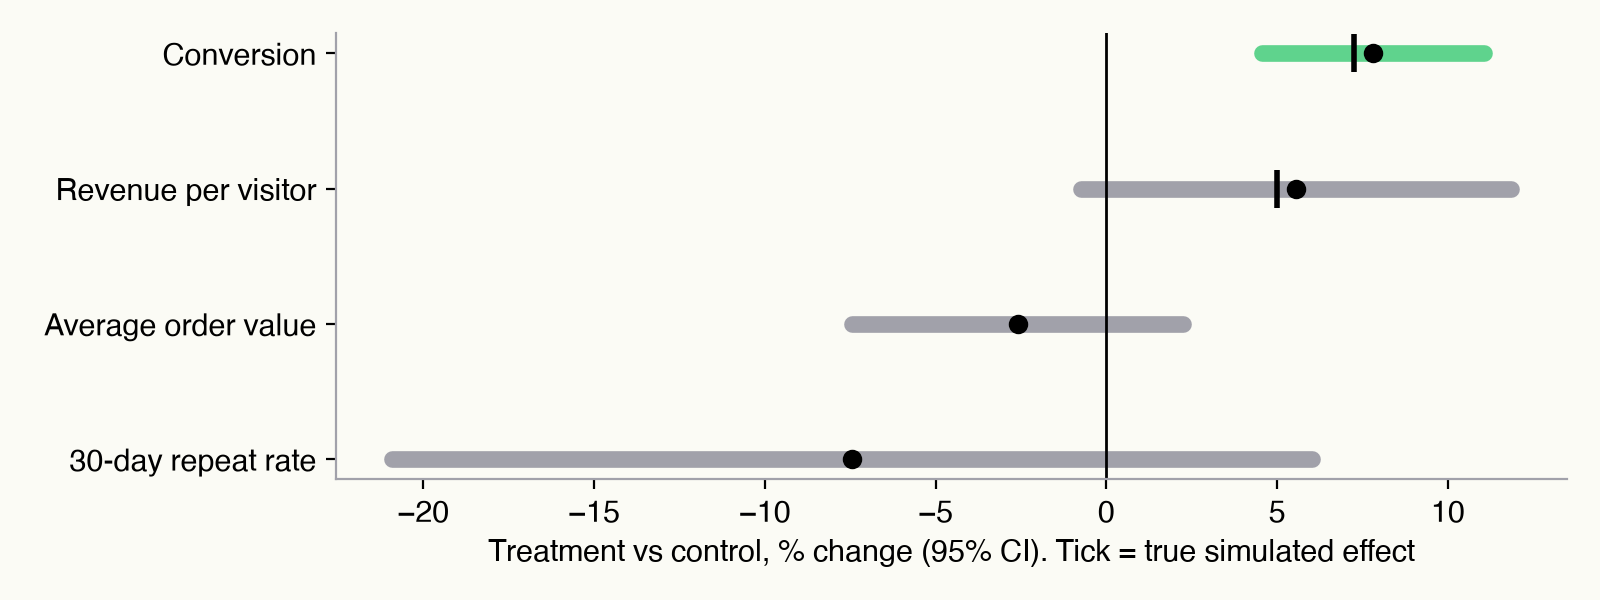 Conversion
Revenue per visitor
Average order value
30-day repeat rate
−20 −15 −10 −5 0 5 10
Treatment vs control, % change (95% CI). Tick = true simulated effect